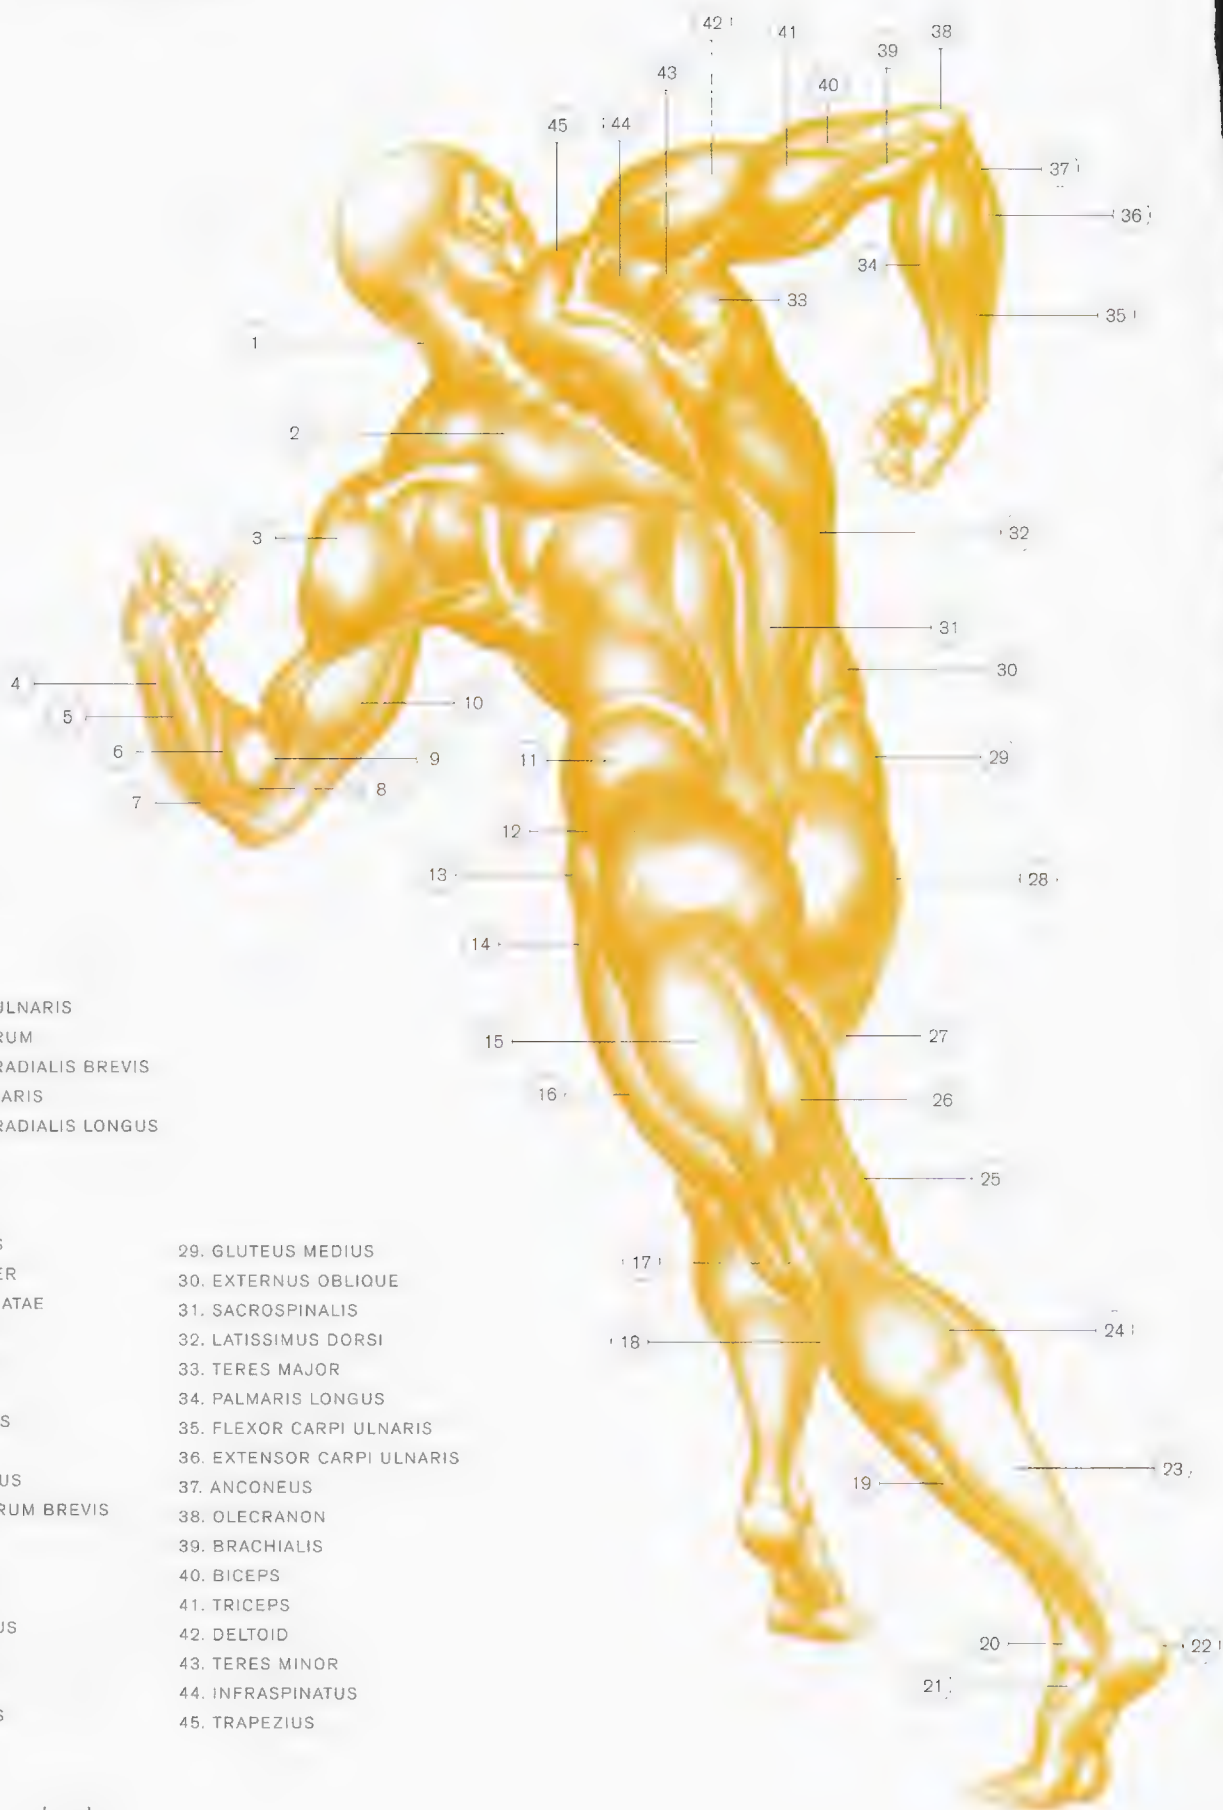 42
41
38
39
43
40
45
44
37
36
34
33
35
1
2
3
32
31
30
4
5
10
6
9
11
29
8
7
12
13
28
14
15
27
16
26
25
17
18
24
19
23
20
22
21
ULNARIS
RUM
RADIALIS BREVIS
ARIS
RADIALIS LONGUS
S
ER
ATAE
S
US
RUM BREVIS
US
S
29. GLUTEUS MEDIUS
30. EXTERNUS OBLIQUE
31. SACROSPINALIS
32. LATISSIMUS DORSI
33. TERES MAJOR
34. PALMARIS LONGUS
35. FLEXOR CARPI ULNARIS
36. EXTENSOR CARPI ULNARIS
37. ANCONEUS
38. OLECRANON
39. BRACHIALIS
40. BICEPS
41. TRICEPS
42. DELTOID
43. TERES MINOR
44. INFRASPINATUS
45. TRAPEZIUS